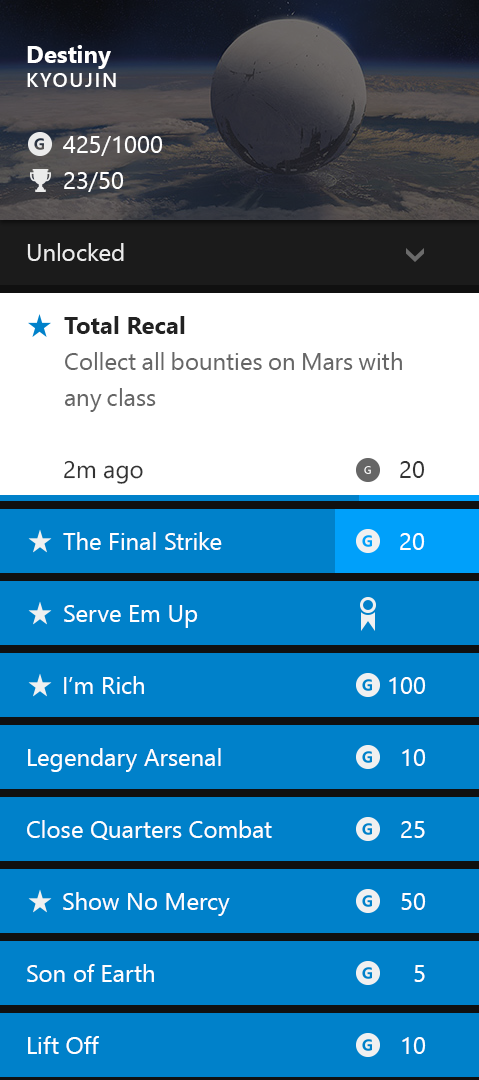 Destiny
KYOUJIN
G 425/1000
23/50
Unlocked
Total Recal
Collect all bounties on Mars with
any class
2m ago G 20
The Final Strike G 20
Serve Em Up
I’m Rich G 100
Legendary Arsenal G 10
Close Quarters Combat G 25
Show No Mercy G 50
Son of Earth G 5
Lift Off G 10